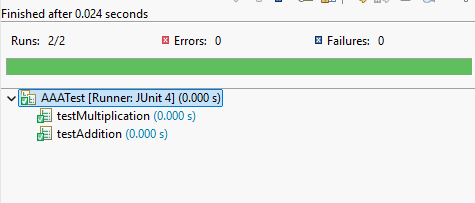 Finished after 0.024 seconds
Runs: 2/2 Errors: 0 Failures: 0
AAATest [Runner: JUnit 4] (0.000 s)
testMultiplication (0.000 s)
testAddition (0.000 s)